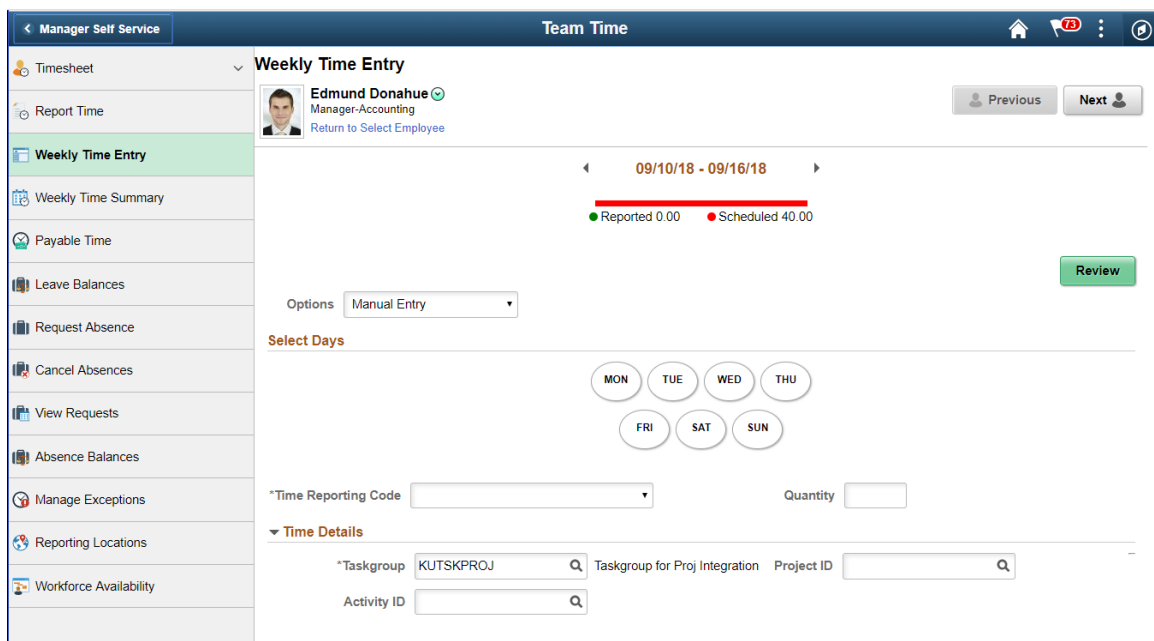 Manager Self Service
Team Time
73
Timesheet
Report Time
Weekly Time Entry
Weekly Time Summary
Payable Time
Leave Balances
Request Absence
Cancel Absences
View Requests
Absence Balances
Manage Exceptions
Reporting Locations
Workforce Availability
Weekly Time Entry
Edmund Donahue
Manager-Accounting
Return to Select Employee
Previous
Next
09/10/18 - 09/16/18
Reported 0.00 Scheduled 40.00
Review
Options Manual Entry
Select Days
MON TUE WED THU
FRI SAT SUN
*Time Reporting Code Quantity
Time Details
*Taskgroup KUTSKPROJ Taskgroup for Proj Integration Project ID
Activity ID